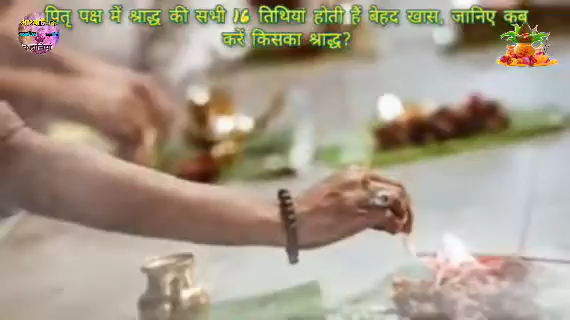 पितृ पक्ष में श्राद्ध की सभी 16 तिथियां होती हैं बेहद खास, जानिए कब
करें किसका श्राद्ध?